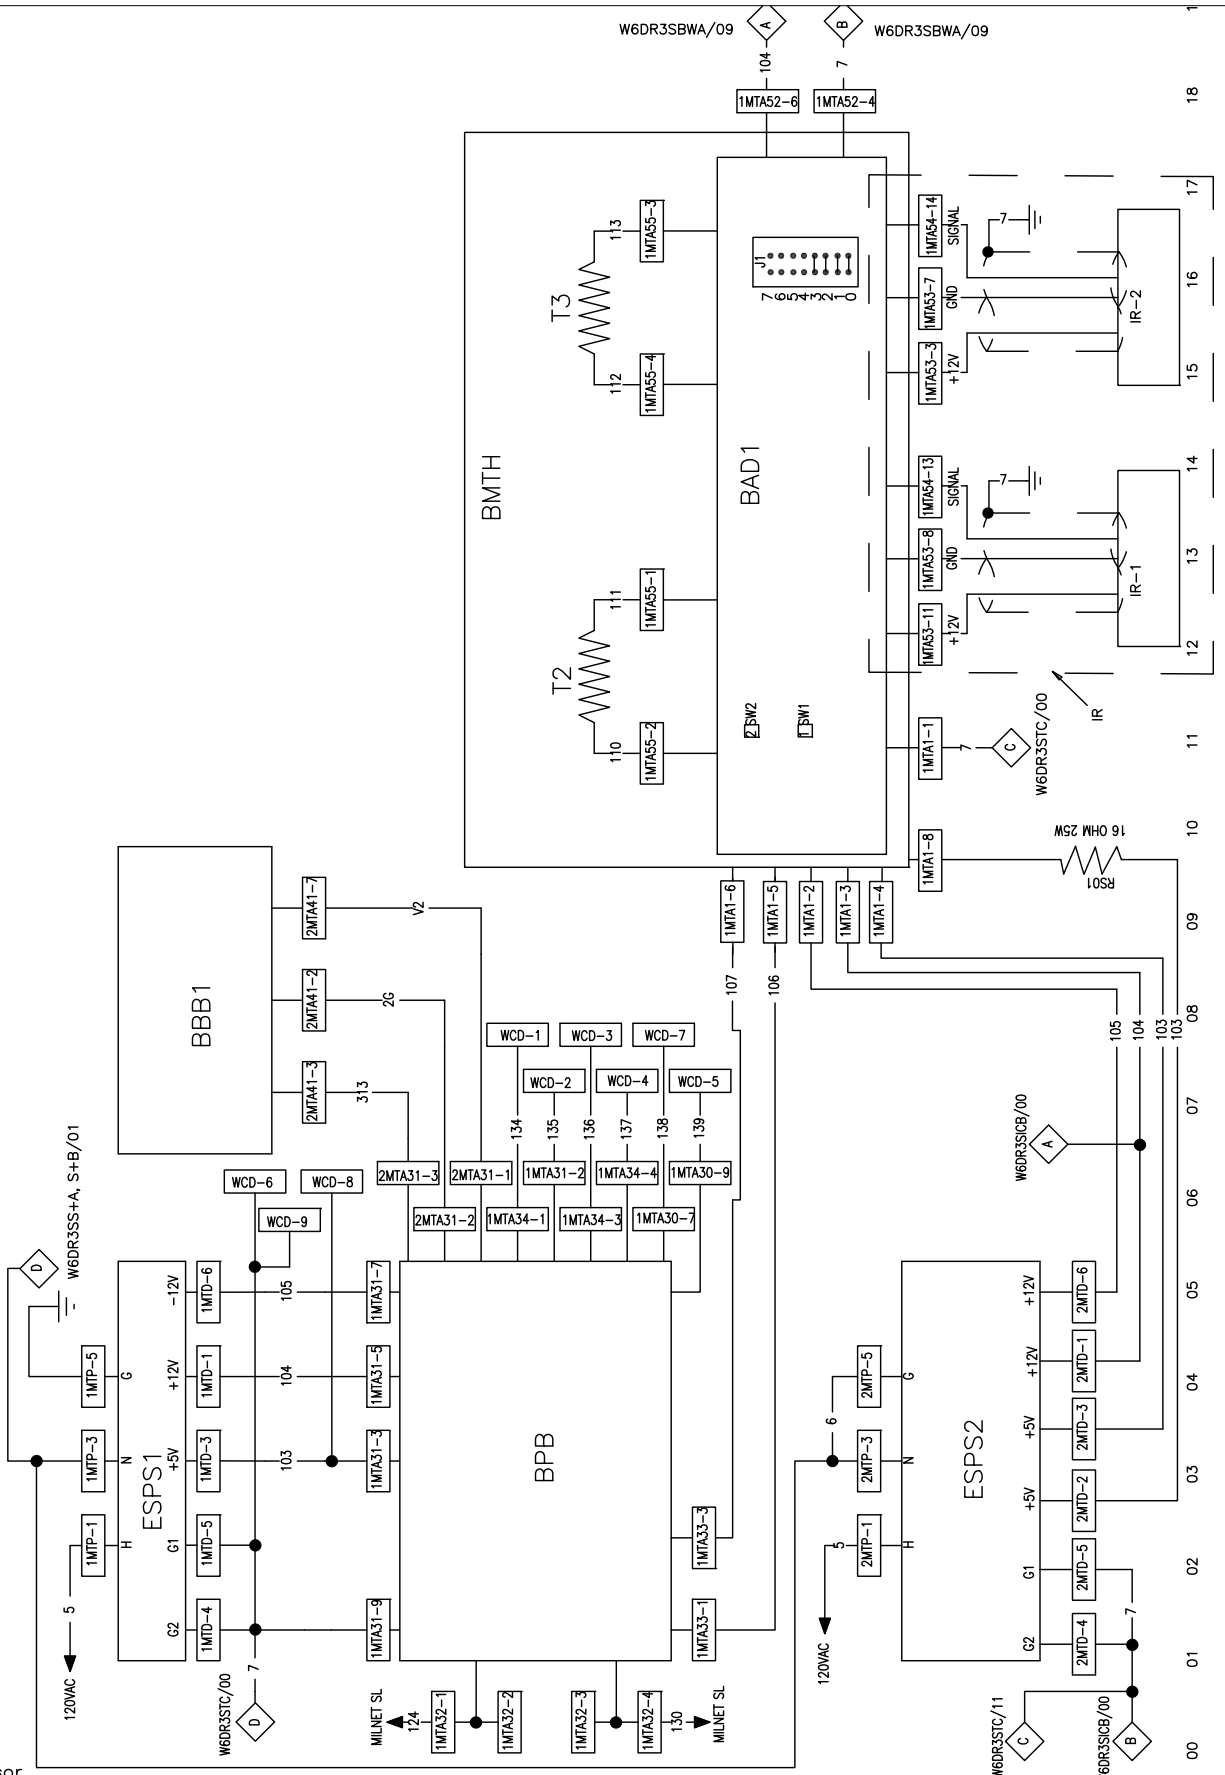 W6DR3SBWA/09
A
B
W6DR3SBWA/09
1
104
7
18
1MTA52-6
1MTA52-4
BMTH
T3
113
1MTA55-3
112
1MTA55-4
T2
111
1MTA55-1
110
1MTA55-2
BAD1
J1
7
6
5
4
3
2
1
0
2 SW2
1 SW1
17
1MTA54-14
SIGNAL
7
16
1MTA53-7
GND
IR-2
15
1MTA53-3
+12V
14
1MTA54-13
SIGNAL
7
13
1MTA53-8
GND
IR-1
12
1MTA53-11
+12V
IR
11
1MTA1-1
7
C
W6DR3STC/00
10
1MTA1-8
16 OHM 25W
RS01
BBB1
2MTA41-7
V2
2MTA41-2
2G
2MTA41-3
313
1MTA1-6
107
1MTA1-5
106
1MTA1-2
1MTA1-3
1MTA1-4
09
08
105
104
103
103
WCD-1
WCD-3
WCD-7
WCD-2
WCD-4
WCD-5
134
135
136
137
138
139
07
2MTA31-3
2MTA31-1
1MTA31-2
1MTA34-4
1MTA30-9
2MTA31-2
1MTA34-1
1MTA34-3
1MTA30-7
W6DR3SICB/00
A
06
D
W6DR3SS+A, S+B/01
WCD-6
WCD-8
WCD-9
ESPS1
1MTP-5
G
1MTP-3
N
1MTP-1
H
5
120VAC
-12V
1MTD-6
105
1MTA31-7
+12V
1MTD-1
104
1MTA31-5
+5V
1MTD-3
103
1MTA31-3
G1
1MTD-5
G2
1MTD-4
1MTA31-9
7
D
W6DR3STC/00
BPB
1MTA33-3
1MTA33-1
MILNET SL
124
1MTA32-1
1MTA32-2
1MTA32-3
1MTA32-4
130
MILNET SL
ESPS2
2MTP-5
G
6
2MTP-3
N
2MTP-1
H
5
120VAC
+12V
2MTD-6
+12V
2MTD-1
+5V
2MTD-3
+5V
2MTD-2
G1
2MTD-5
G2
2MTD-4
7
05
04
03
02
01
00
C
W6DR3STC/11
B
W6DR3SICB/00